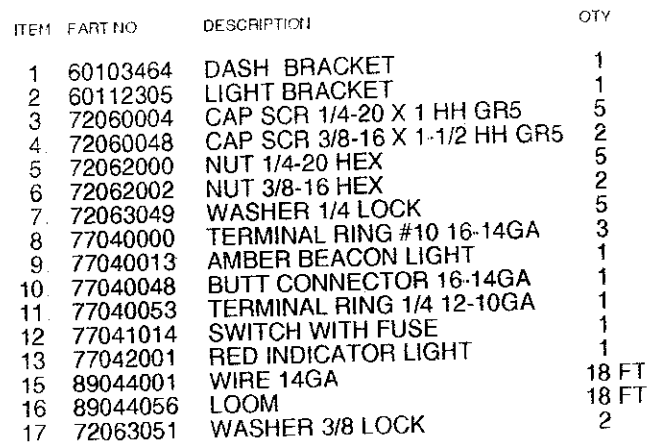 ITEM PART NO DESCRIPTION QTY
1 60103464 DASH BRACKET 1
2 60112305 LIGHT BRACKET 1
3 72060004 CAP SCR 1/4-20 X 1 HH GR5 5
4 72060048 CAP SCR 3/8-16 X 1-1/2 HH GR5 2
5 72062000 NUT 1/4-20 HEX 5
6 72062002 NUT 3/8-16 HEX 2
7 72063049 WASHER 1/4 LOCK 5
8 77040000 TERMINAL RING #10 16-14GA 3
9 77040013 AMBER BEACON LIGHT 1
10 77040048 BUTT CONNECTOR 16-14GA 1
11 77040053 TERMINAL RING 1/4 12-10GA 1
12 77041014 SWITCH WITH FUSE 1
13 77042001 RED INDICATOR LIGHT 1
15 89044001 WIRE 14GA 18 FT
16 89044056 LOOM 18 FT
17 72063051 WASHER 3/8 LOCK 2